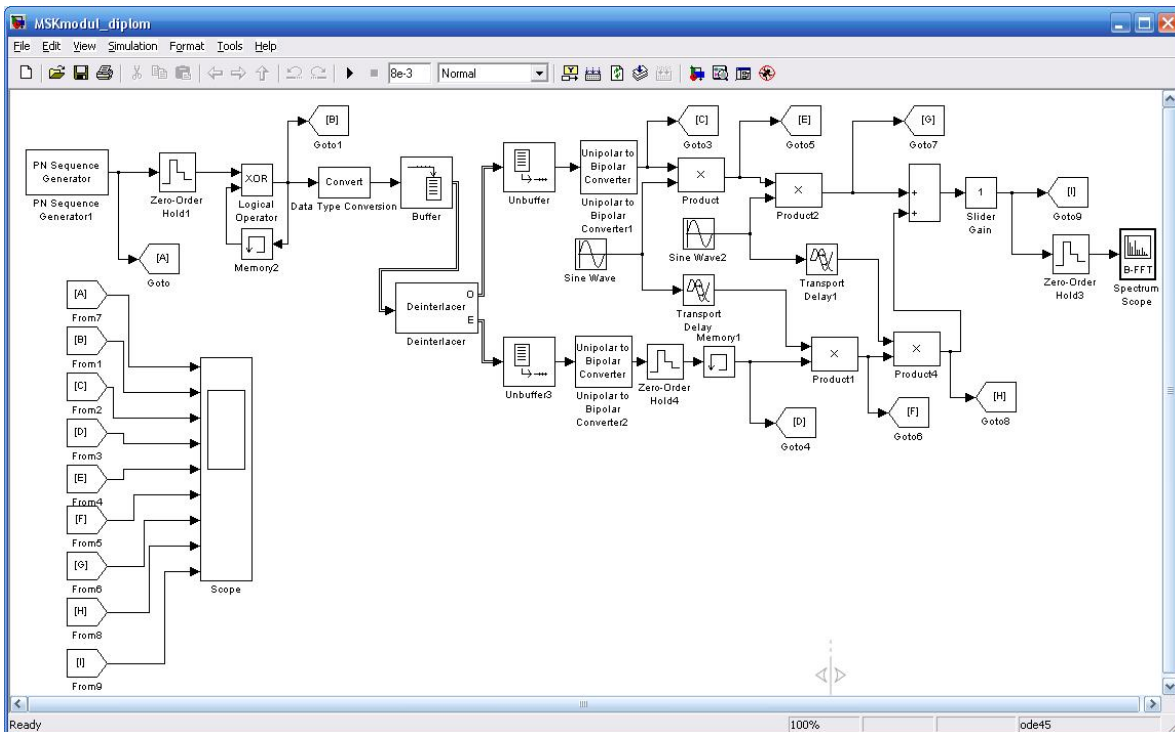 MSKmodul_diplom
File Edit View Simulation Format Tools Help
8e-3 Normal
[B]
Goto1
PN Sequence
Generator
PN Sequence
Generator1
Zero-Order
Hold1
XOR
Logical
Operator
Convert
Data Type Conversion
Buffer
Memory2
[A]
Goto
Unbuffer
Unipolar to
Bipolar
Converter
Unipolar to
Bipolar
Converter1
[C]
Goto3
×
Product
[E]
Goto5
×
Product2
[G]
Goto7
+
+
1
Slider
Gain
[I]
Goto9
Zero-Order
Hold3
B-FFT
Spectrum
Scope
Sine Wave
Sine Wave2
Transport
Delay1
Transport
Delay
Deinterlacer
O
E
Deinterlacer
Unbuffer3
Unipolar to
Bipolar
Converter
Unipolar to
Bipolar
Converter2
Zero-Order
Hold4
Memory1
×
Product1
×
Product4
[D]
Goto4
[F]
Goto6
[H]
Goto8
[A]
From7
[B]
From1
[C]
From2
[D]
From3
[E]
From4
[F]
From5
[G]
From6
[H]
From8
[I]
From9
Scope
Ready 100% ode45